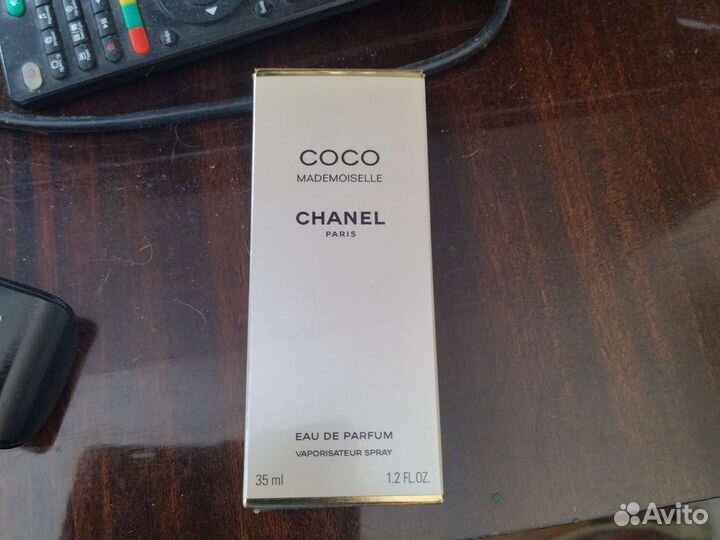 COCO
MADEMOISELLE
CHANEL
PARIS
EAU DE PARFUM
VAPORISATEUR SPRAY
35 ml 1.2 FL.OZ.
Avito